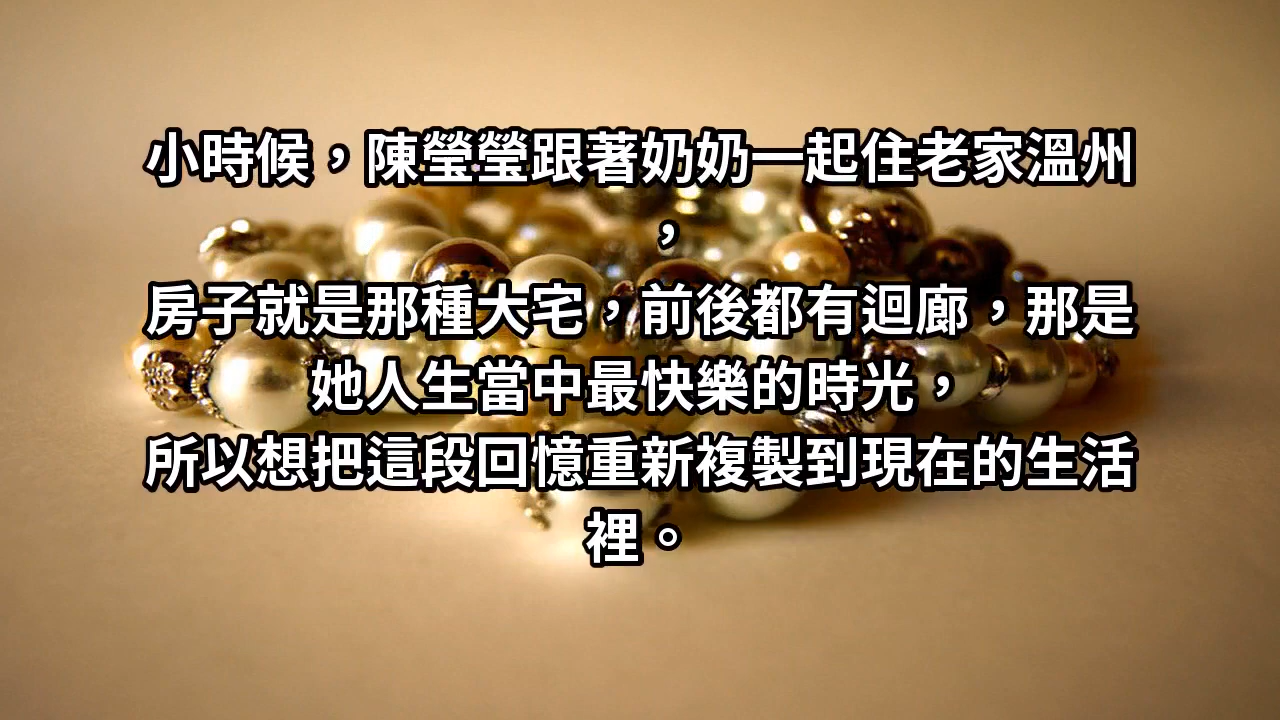 小時候，陳瑩瑩跟著奶奶一起住老家溫州
，
房子就是那種大宅，前後都有迴廊，那是
她人生當中最快樂的時光，
所以想把這段回憶重新複製到現在的生活
裡。